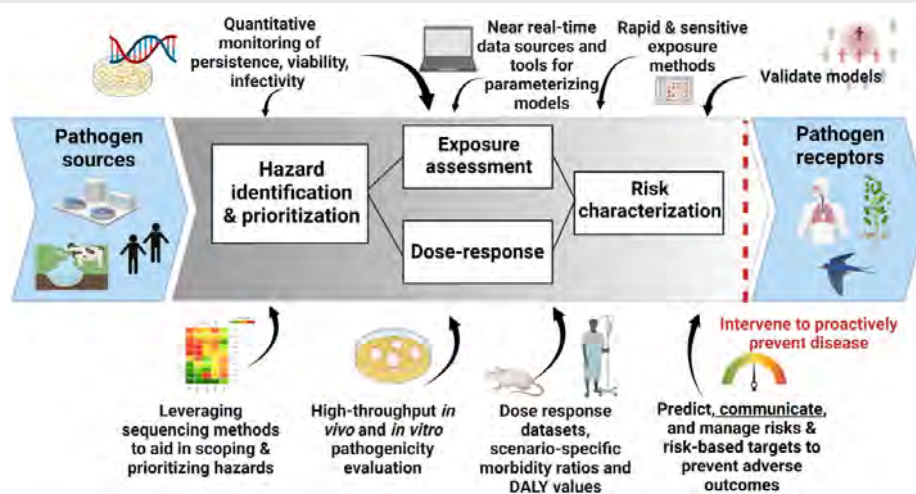 Quantitative
monitoring of
persistence, viability,
infectivity
Near real-time
data sources and
tools for
parameterizing
models
Rapid & sensitive
exposure
methods
Validate models
Pathogen
sources
Hazard
identification
& prioritization
Exposure
assessment
Dose-response
Risk
characterization
Pathogen
receptors
Leveraging
sequencing methods
to aid in scoping &
prioritizing hazards
High-throughput in
vivo and in vitro
pathogenicity
evaluation
Dose response
datasets,
scenario-specific
morbidity ratios and
DALY values
Intervene to proactively
prevent disease
Predict, communicate,
and manage risks &
risk-based targets to
prevent adverse
outcomes